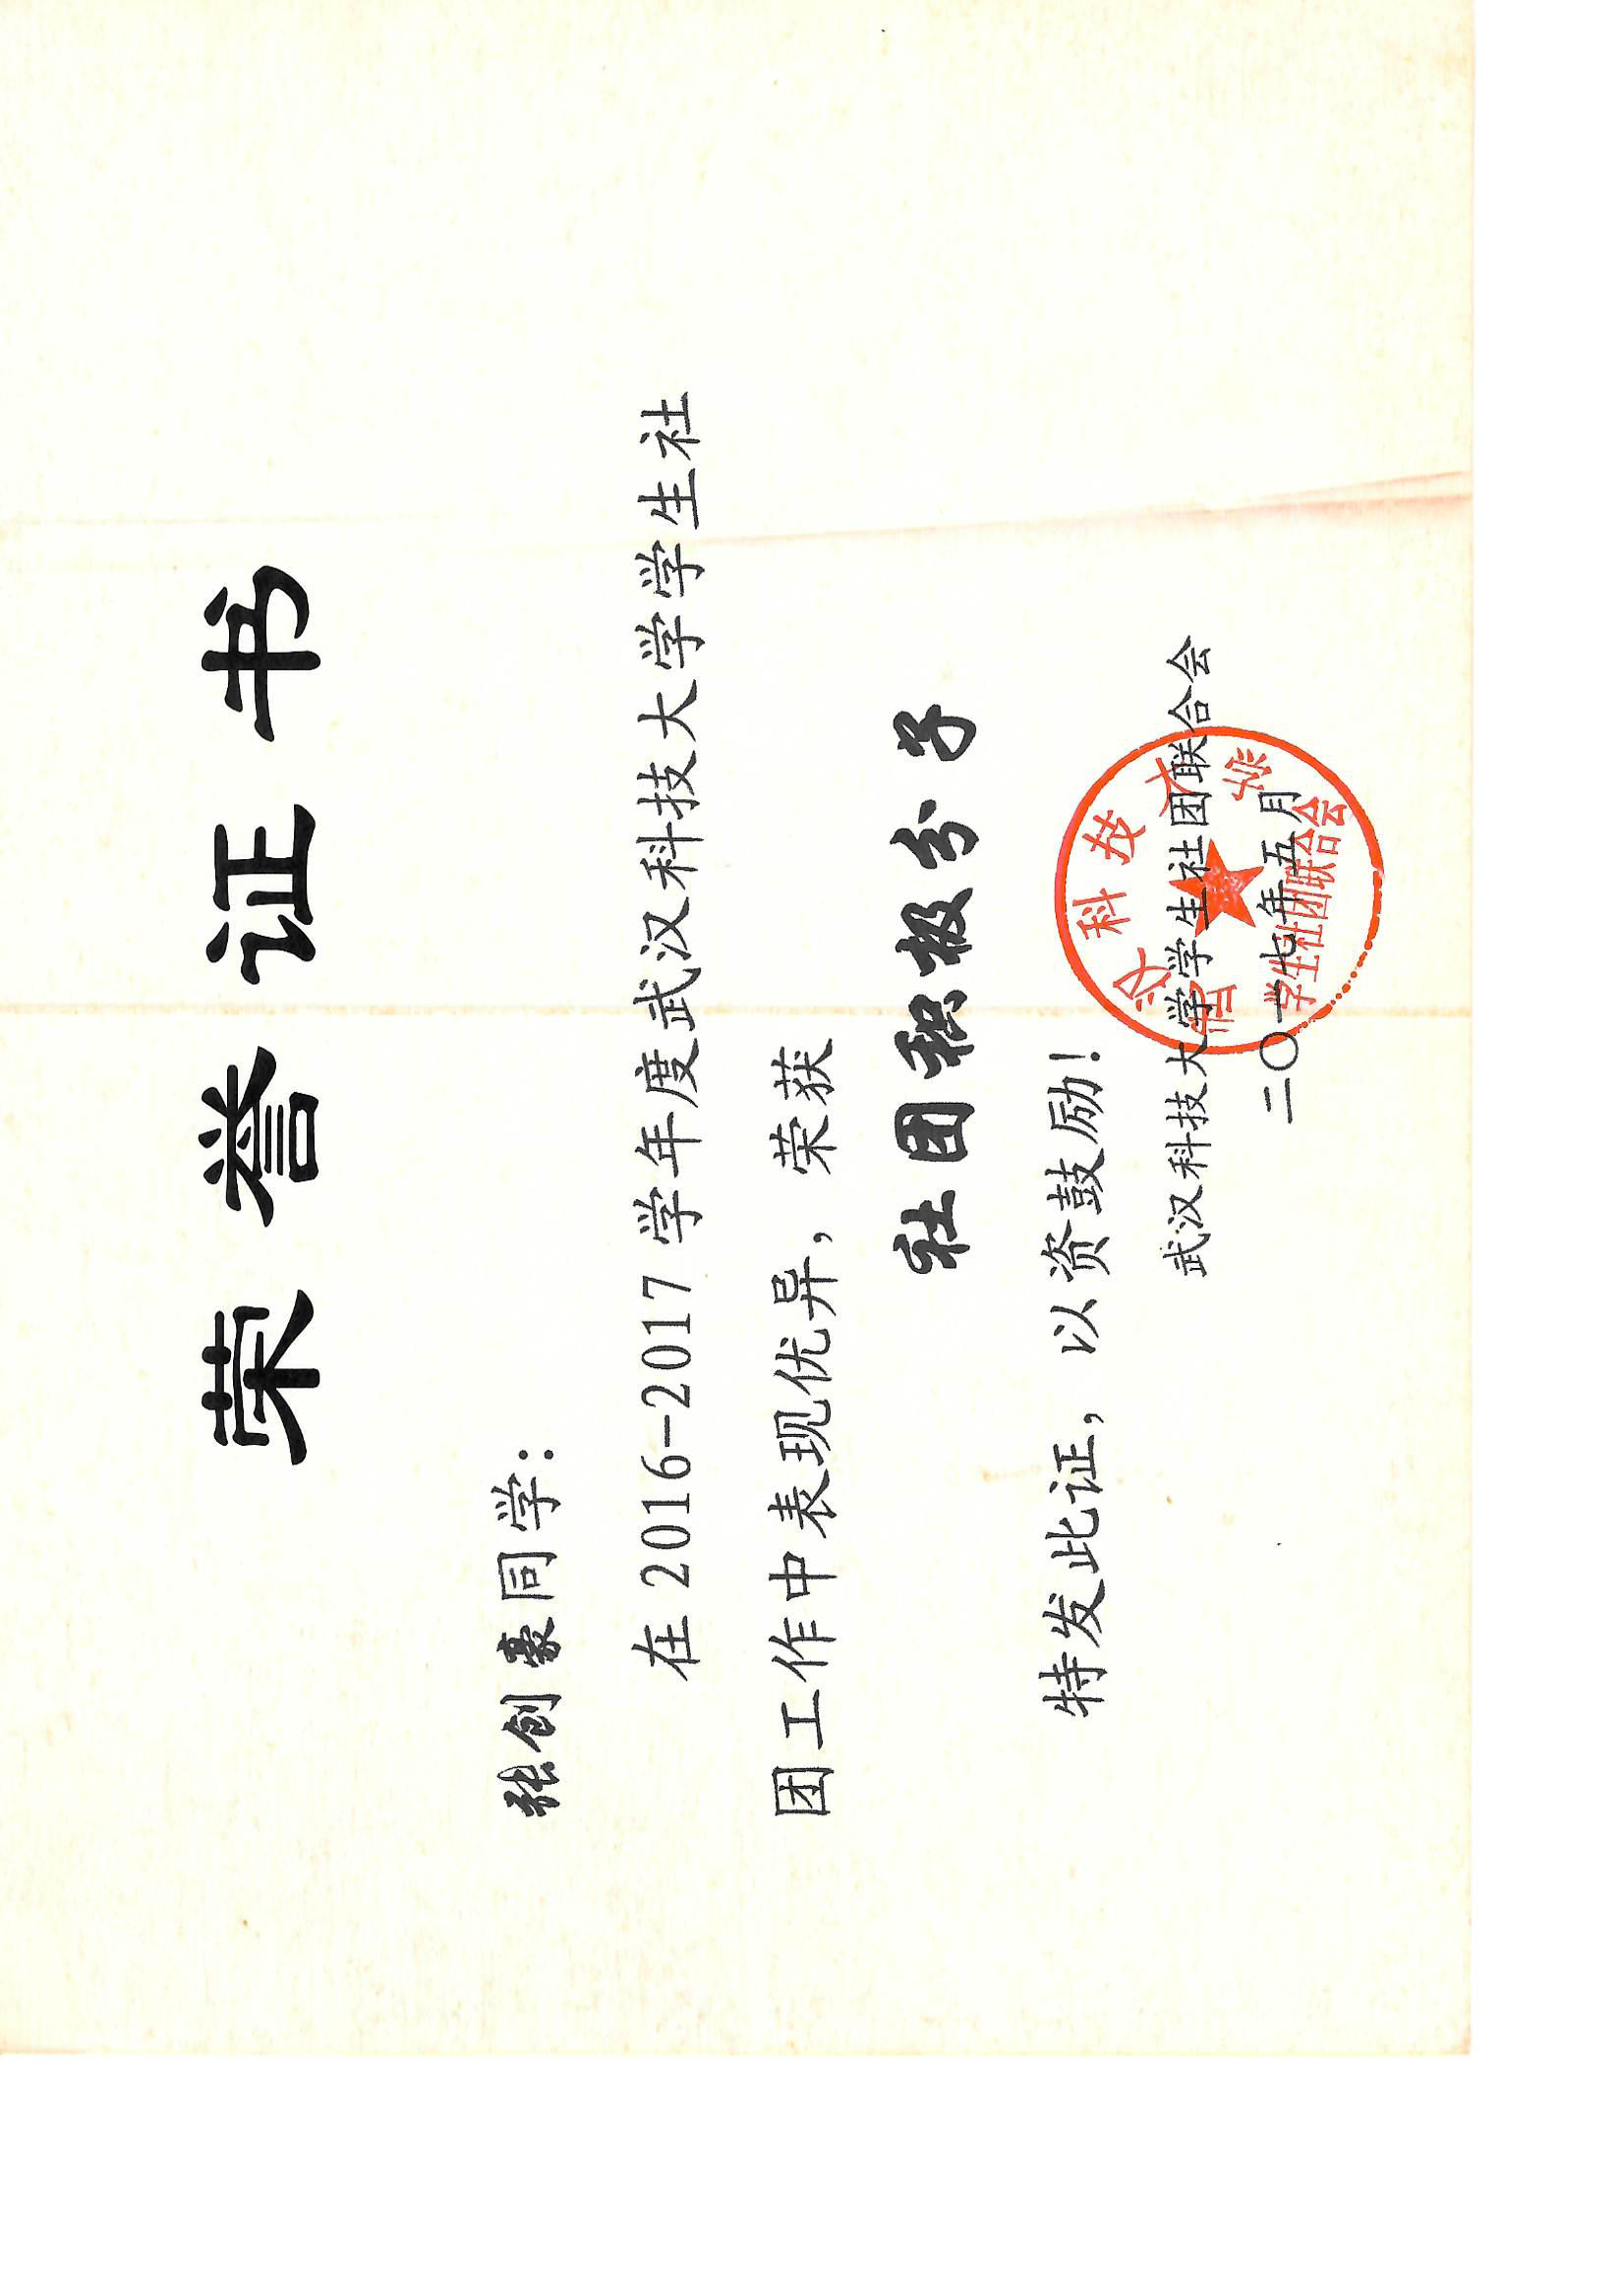 荣誉证书
张创豪同学：
在 2016-2017 学年度武汉科技大学学生社
团工作中表现优异，荣获
社团积极分子
特发此证，以资鼓励！
武汉科技大学学生社团联合会
二〇一七年五月
武汉科技大学
学生社团联合会